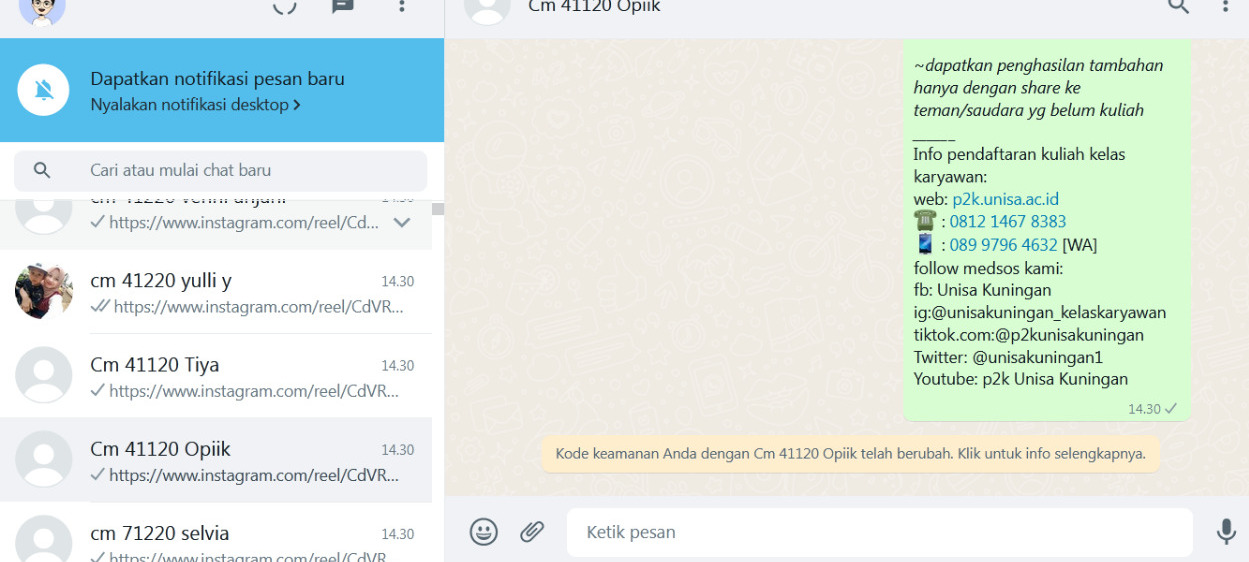 Cm 41120 Opiik
Dapatkan notifikasi pesan baru
Nyalakan notifikasi desktop >
Cari atau mulai chat baru
14.30
https://www.instagram.com/reel/Cd...
cm 41220 yulli y
14.30
https://www.instagram.com/reel/CdVR...
Cm 41120 Tiya
14.30
https://www.instagram.com/reel/CdVR...
Cm 41120 Opiik
14.30
https://www.instagram.com/reel/CdVR...
cm 71220 selvia
14.30
https://www.instagram.com/reel/CdVR...
~dapatkan penghasilan tambahan
hanya dengan share ke
teman/saudara yg belum kuliah
_____
Info pendaftaran kuliah kelas
karyawan:
web: p2k.unisa.ac.id
: 0812 1467 8383
: 089 9796 4632 [WA]
follow medsos kami:
fb: Unisa Kuningan
ig:@unisakuningan_kelaskaryawan
tiktok.com:@p2kunisakuningan
Twitter: @unisakuningan1
Youtube: p2k Unisa Kuningan
14.30
Kode keamanan Anda dengan Cm 41120 Opiik telah berubah. Klik untuk info selengkapnya.
Ketik pesan